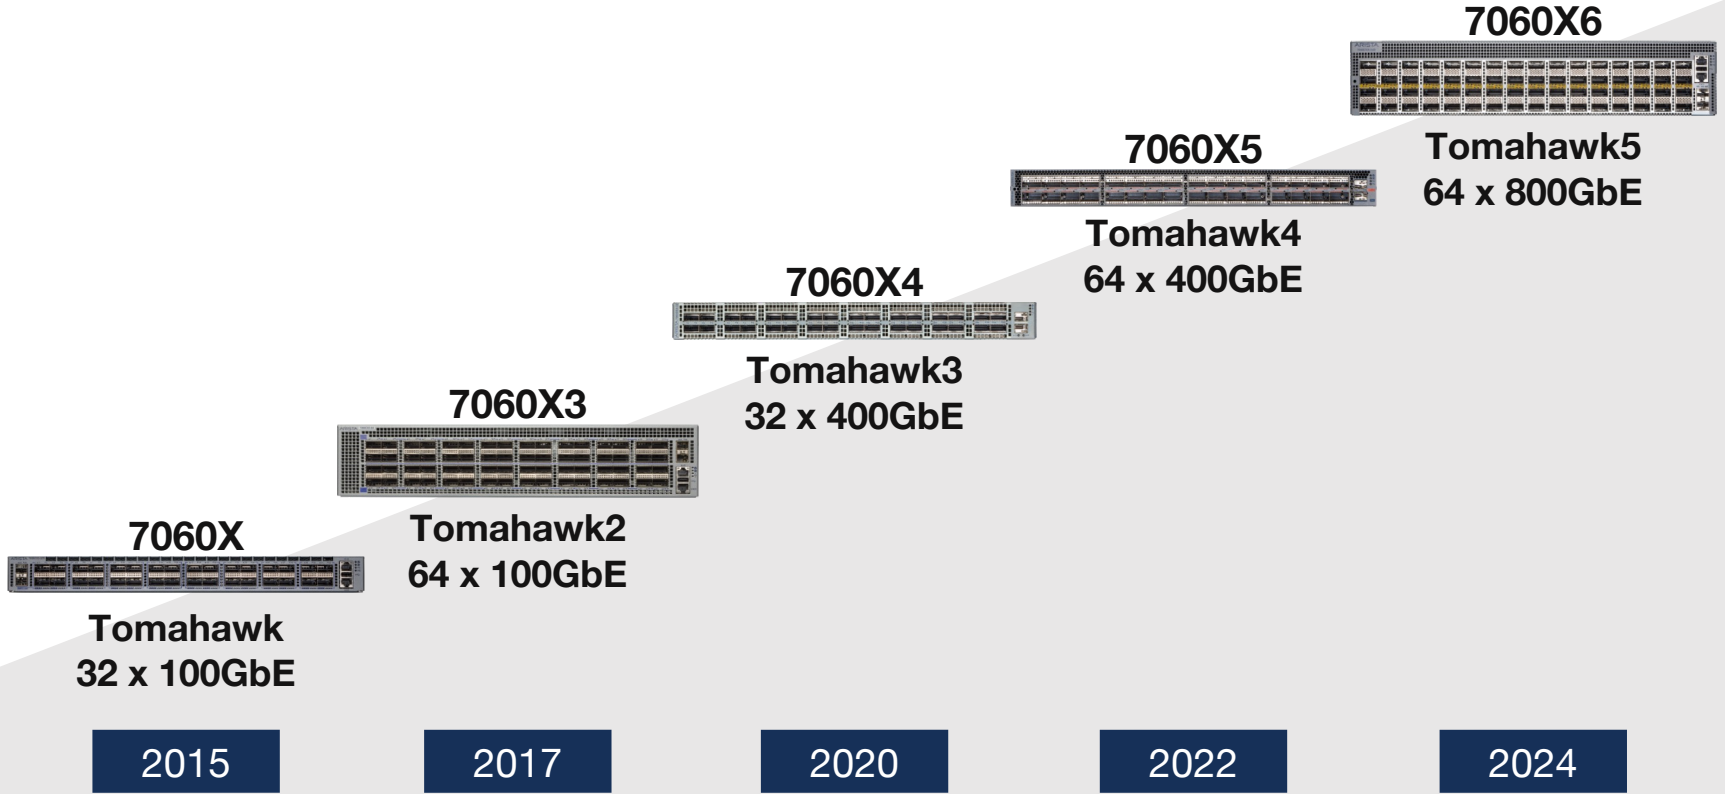 7060X6
Tomahawk5
64 x 800GbE
7060X5
Tomahawk4
64 x 400GbE
7060X4
Tomahawk3
32 x 400GbE
7060X3
Tomahawk2
64 x 100GbE
7060X
Tomahawk
32 x 100GbE
2015
2017
2020
2022
2024